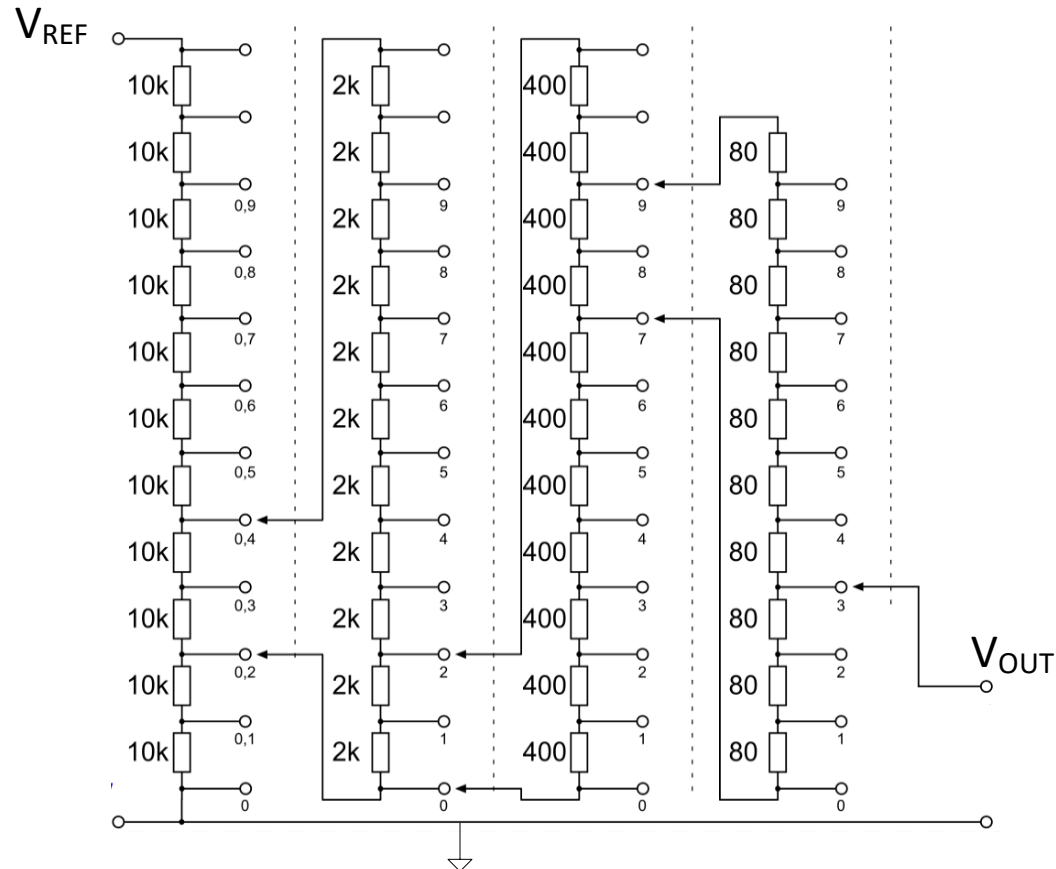 V_REF
10k 2k 400
10k 2k 400 80
0,9 9 9 9
10k 2k 400 80
0,8 8 8 8
10k 2k 400 80
0,7 7 7 7
10k 2k 400 80
0,6 6 6 6
10k 2k 400 80
0,5 5 5 5
10k 2k 400 80
0,4 4 4 4
10k 2k 400 80
0,3 3 3 3
10k 2k 400 80
0,2 2 2 2
V_OUT
10k 2k 400 80
0,1 1 1 1
10k 2k 400 80
0 0 0 0